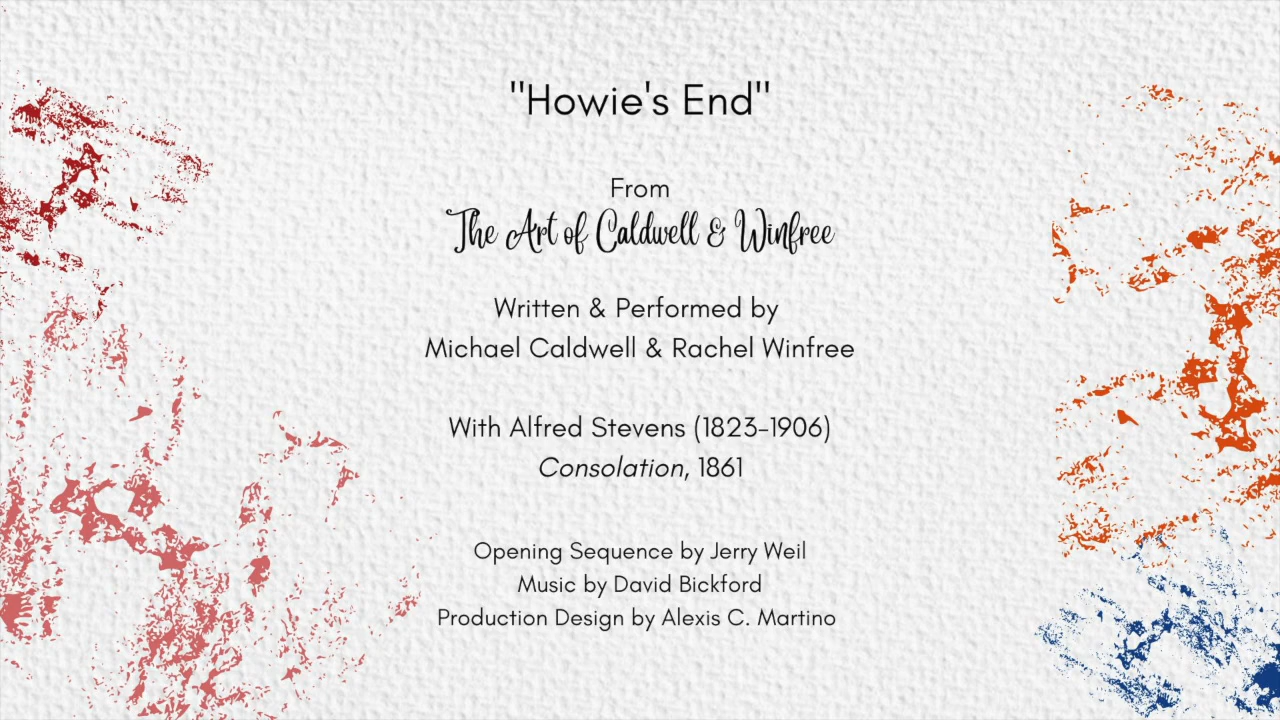 "Howie's End"
From
The Art of Caldwell & Winfree
Written & Performed by
Michael Caldwell & Rachel Winfree
With Alfred Stevens (1823-1906)
Consolation, 1861
Opening Sequence by Jerry Weil
Music by David Bickford
Production Design by Alexis C. Martino